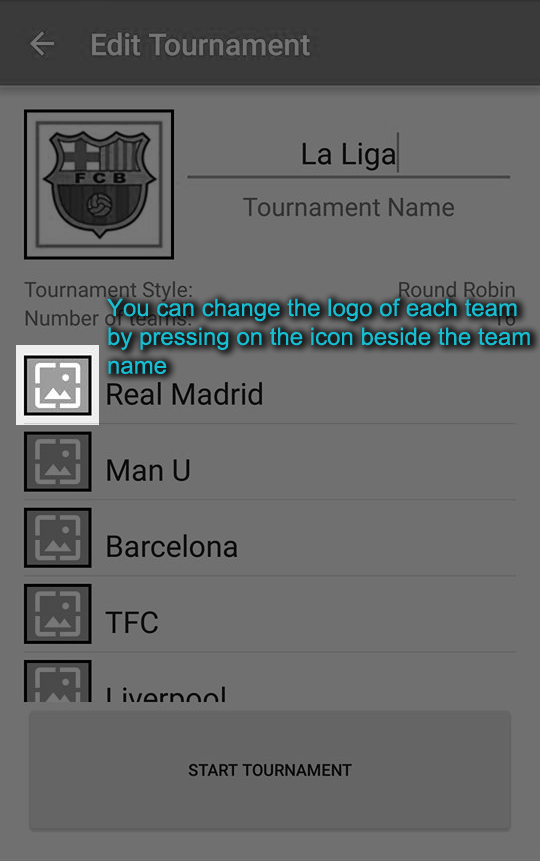 Edit Tournament
FCB
La Liga
Tournament Name
Tournament Style: Round Robin
Number of teams: 16
You can change the logo of each team
by pressing on the icon beside the team
name
Real Madrid
Man U
Barcelona
TFC
Liverpool
START TOURNAMENT